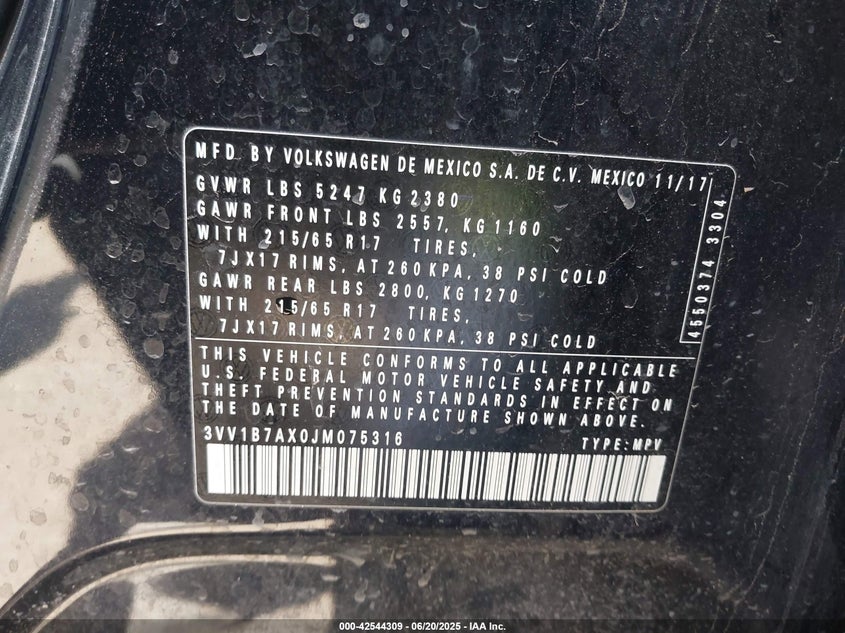 MFD. BY VOLKSWAGEN DE MEXICO S.A. DE C.V. MEXICO 11/17
GVWR LBS 5247 KG 2380
GAWR FRONT LBS 2557, KG 1160
WITH 215/65 R17 TIRES,
7JX17 RIMS, AT 260 KPA, 38 PSI COLD
GAWR REAR LBS 2800, KG 1270
WITH 215/65 R17 TIRES,
7JX17 RIMS, AT 260 KPA, 38 PSI COLD
4550374 3304
THIS VEHICLE CONFORMS TO ALL APPLICABLE
U.S. FEDERAL MOTOR VEHICLE SAFETY AND
THEFT PREVENTION STANDARDS IN EFFECT ON
THE DATE OF MANUFACTURE SHOWN ABOVE.
3VV1B7AX0JM075316 TYPE:MPV
000-42544309 - 06/20/2025 - IAA Inc.